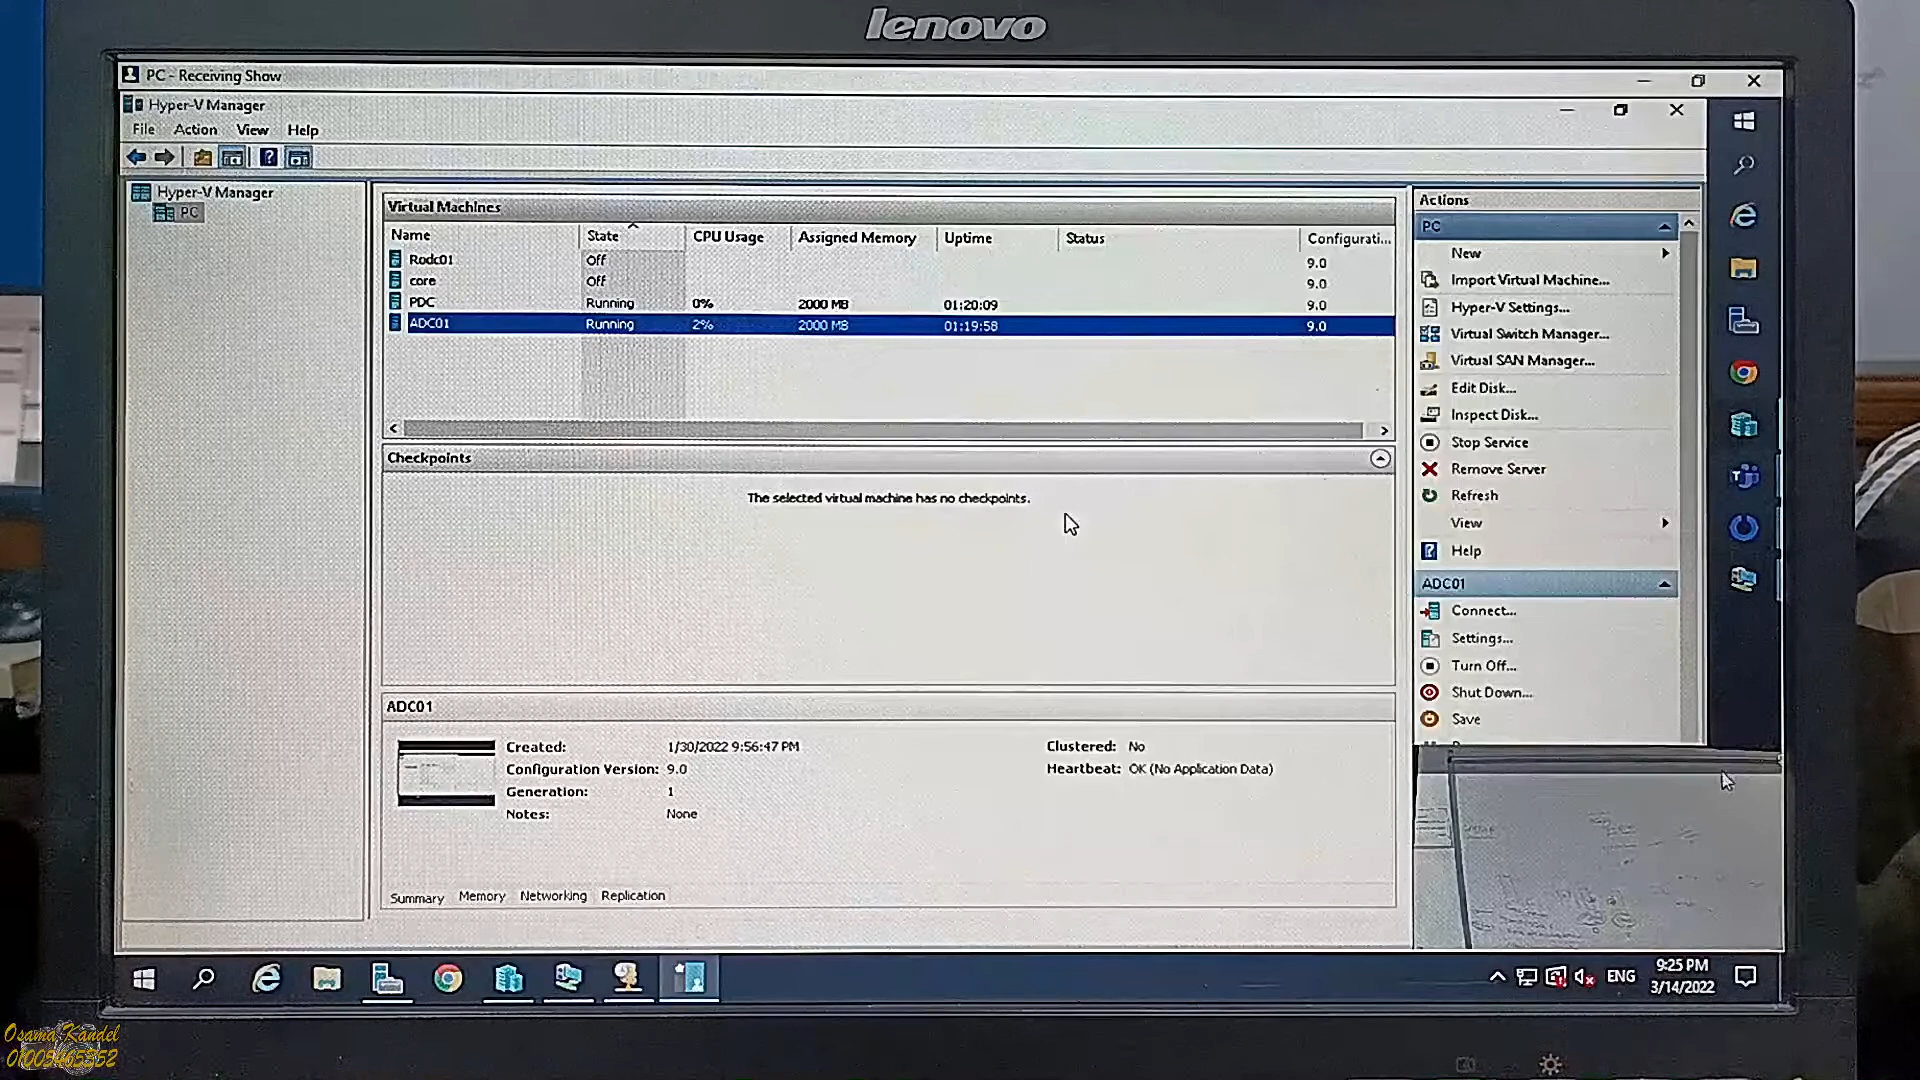 lenovo
PC - Receiving Show
Hyper-V Manager
File Action View Help
Hyper-V Manager
PC
Virtual Machines
Name State CPU Usage Assigned Memory Uptime Status Configurati...
Rodc01 Off 9.0
core Off 9.0
PDC Running 0% 2000 MB 01:20:09 9.0
ADC01 Running 2% 2000 MB 01:19:58 9.0
Checkpoints
The selected virtual machine has no checkpoints.
ADC01
Created: 1/30/2022 9:56:47 PM Clustered: No
Configuration Version: 9.0 Heartbeat: OK (No Application Data)
Generation: 1
Notes: None
Summary Memory Networking Replication
Actions
PC
New
Import Virtual Machine...
Hyper-V Settings...
Virtual Switch Manager...
Virtual SAN Manager...
Edit Disk...
Inspect Disk...
Stop Service
Remove Server
Refresh
View
Help
ADC01
Connect...
Settings...
Turn Off...
Shut Down...
Save
ENG
9:25 PM
3/14/2022
Osama Kandel
01005465352